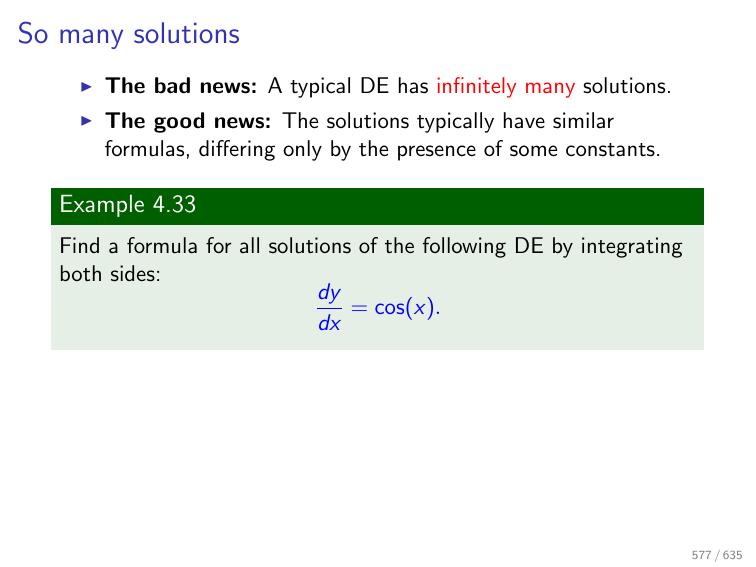 So many solutions
▶ The bad news: A typical DE has infinitely many solutions.
▶ The good news: The solutions typically have similar
formulas, differing only by the presence of some constants.
Example 4.33
Find a formula for all solutions of the following DE by integrating
both sides:
dy/dx = cos(x).
577 / 635